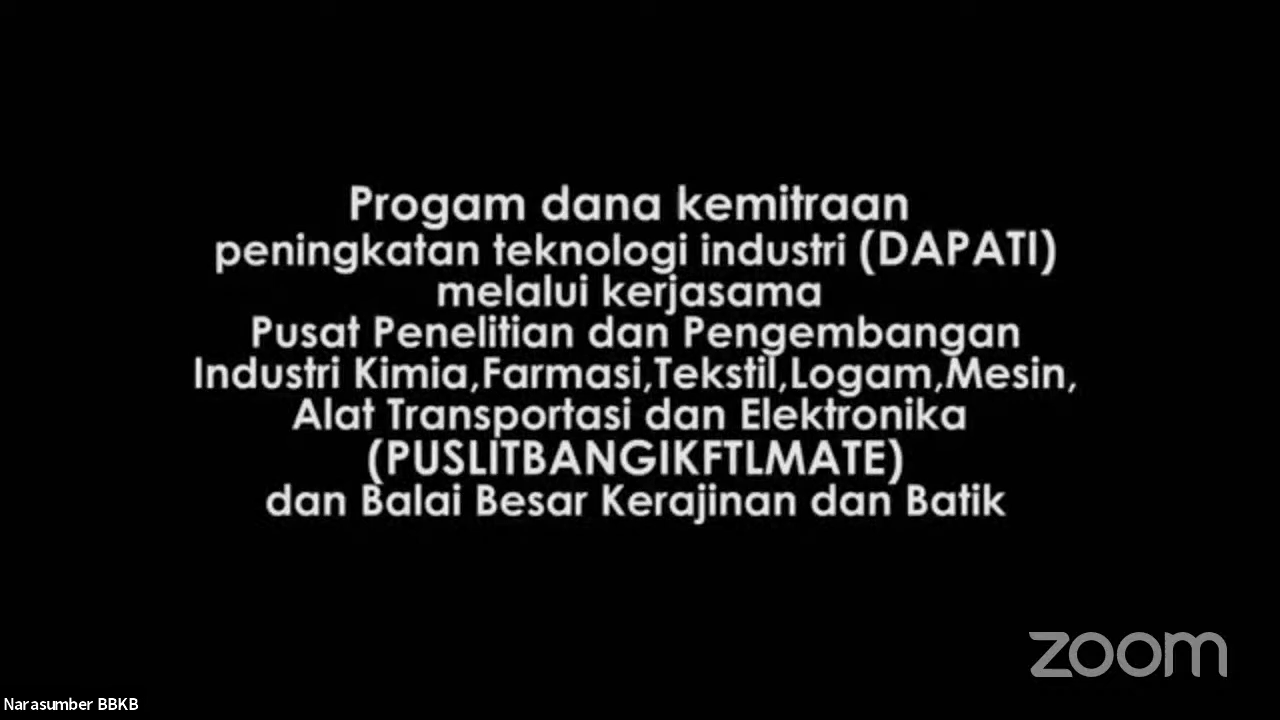 Progam dana kemitraan
peningkatan teknologi industri (DAPATI)
melalui kerjasama
Pusat Penelitian dan Pengembangan
Industri Kimia,Farmasi,Tekstil,Logam,Mesin,
Alat Transportasi dan Elektronika
(PUSLITBANGIKFTLMATE)
dan Balai Besar Kerajinan dan Batik
zoom
Narasumber BBKB